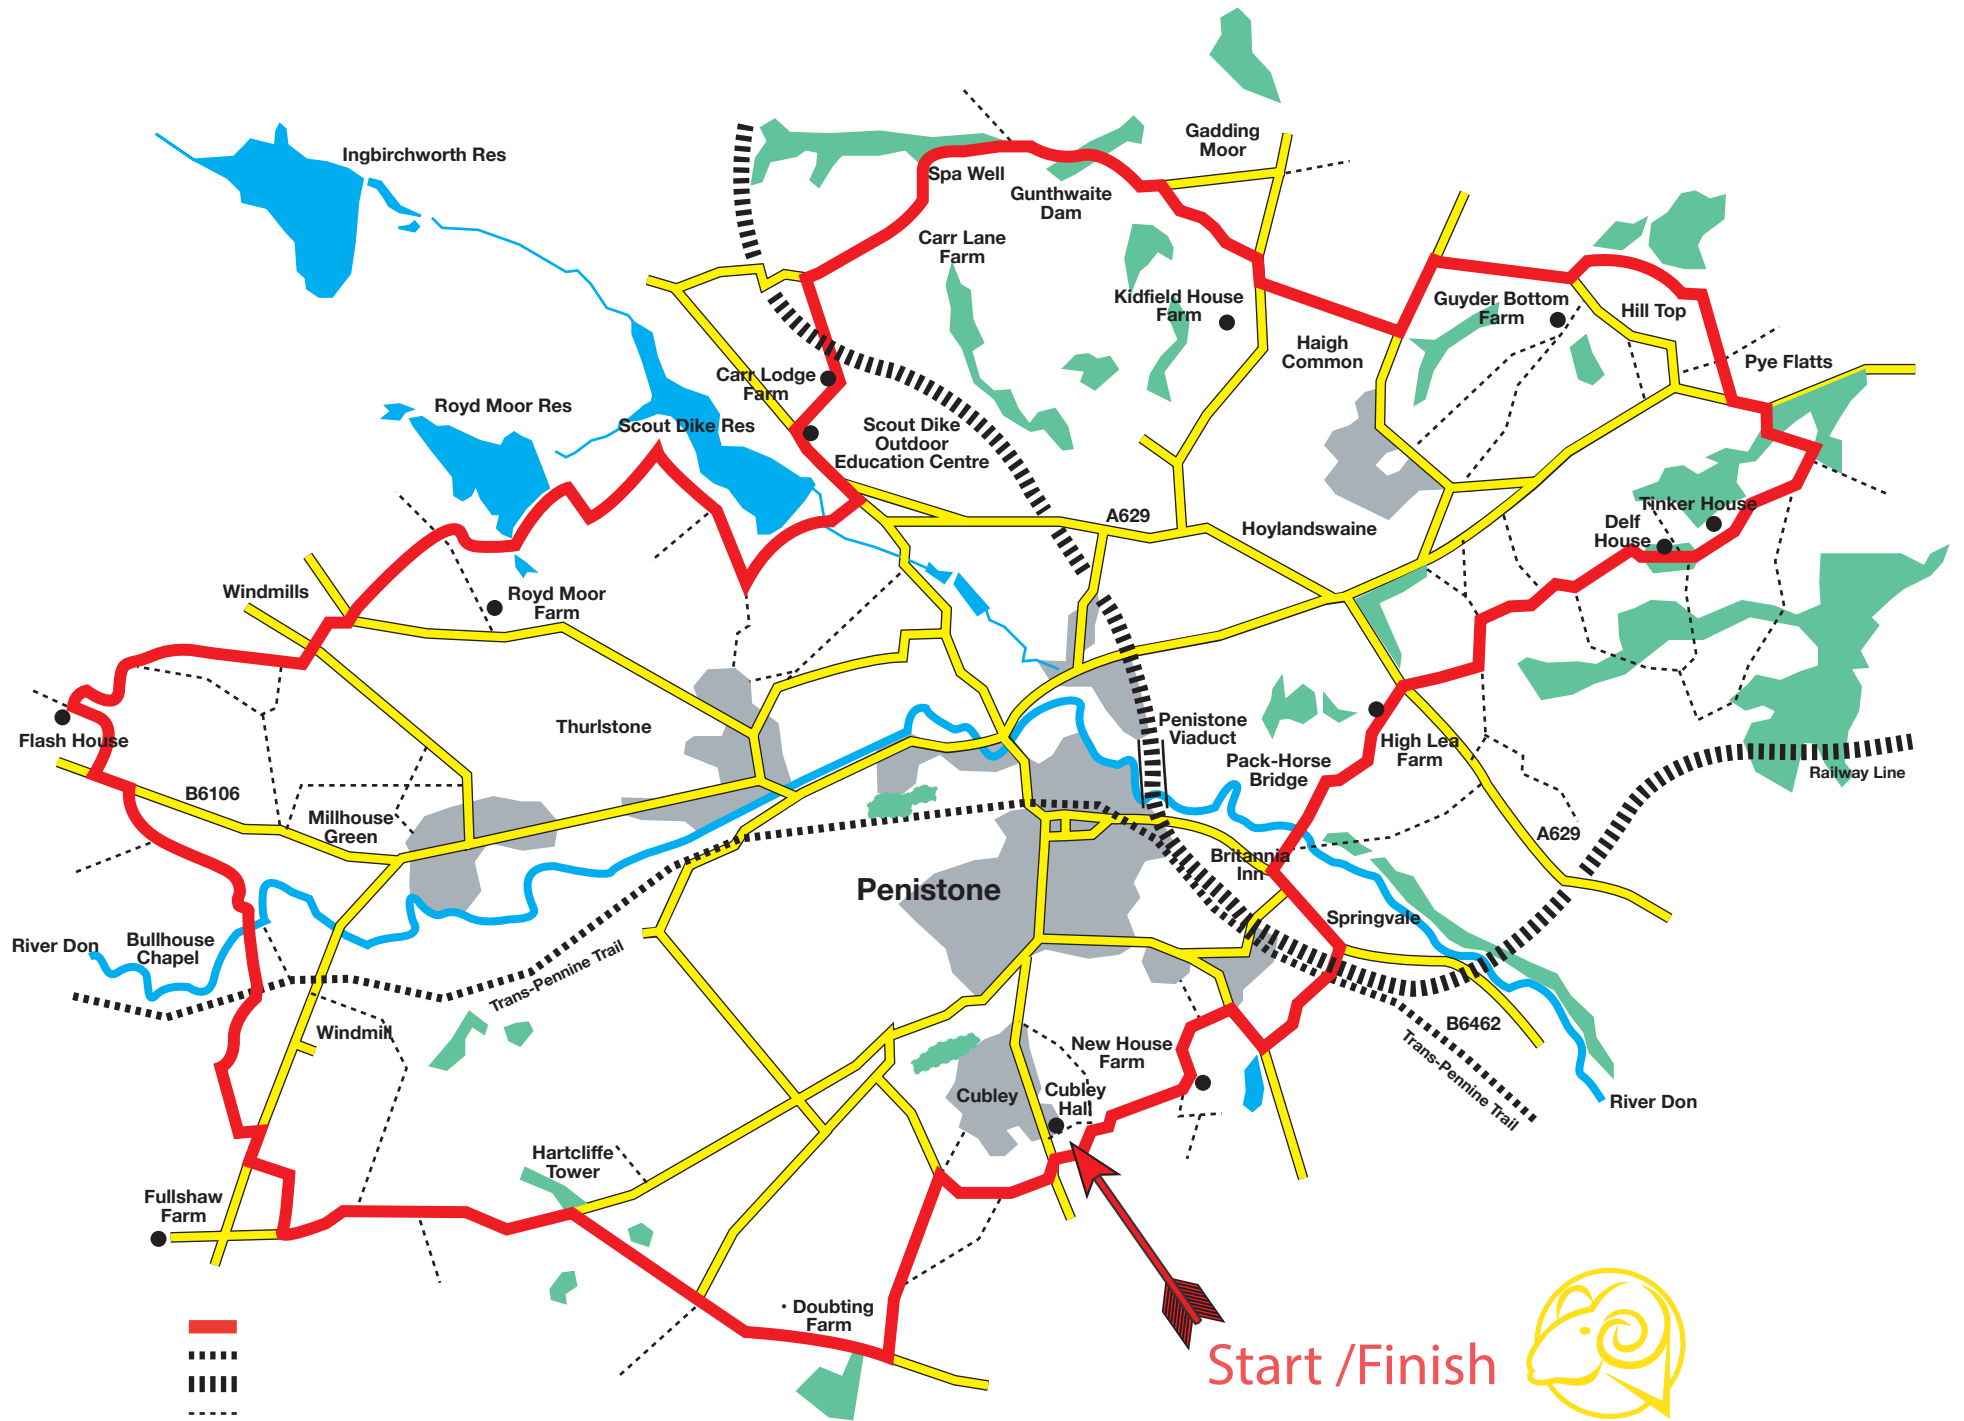 Ingbirchworth Res
Gadding
Moor
Spa Well
Gunthwaite
Dam
Carr Lane
Farm
Kidfield House
Farm
Guyder Bottom
Farm
Hill Top
Haigh
Common
Pye Flatts
Carr Lodge
Farm
Royd Moor Res
Scout Dike Res
Scout Dike
Outdoor
Education Centre
Tinker House
A629
Hoylandswaine
Delf
House
Windmills
Royd Moor
Farm
Thurlstone
Penistone
Viaduct
Flash House
High Lea
Farm
Pack-Horse
Bridge
Railway Line
B6106
Millhouse
Green
A629
Britannia
Inn
Penistone
Springvale
River Don
Bullhouse
Chapel
Trans-Pennine Trail
Windmill
B6462
New House
Farm
Trans-Pennine Trail
Cubley
Cubley
Hall
River Don
Hartcliffe
Tower
Fullshaw
Farm
Doubting
Farm
Start /Finish